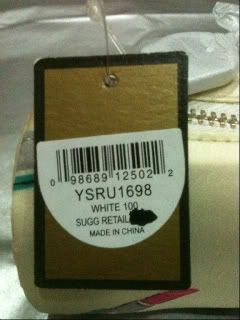 0 98689 12502 2
YSRU1698
WHITE 100
SUGG RETAIL
MADE IN CHINA